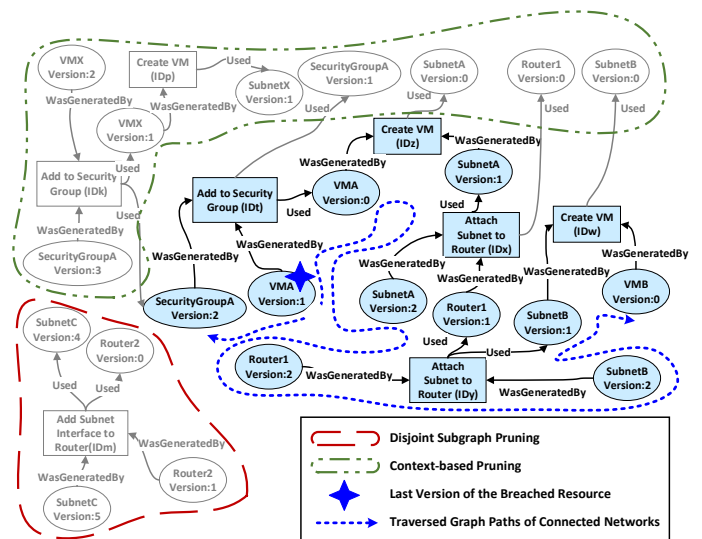 VMX
Version:2
Create VM
(IDp)
Used
SubnetX
Version:1
SecurityGroupA
Version:1
SubnetA
Version:0
Router1
Version:0
SubnetB
Version:0
WasGeneratedBy
WasGeneratedBy
VMX
Version:1
Used
Used
Used
Used
Create VM
(IDz)
WasGeneratedBy
WasGeneratedBy
Used
Add to Security
Group (IDk)
WasGeneratedBy
SecurityGroupA
Version:3
Used
Add to Security
Group (IDt)
Used
VMA
Version:0
SubnetA
Version:1
Used
Attach
Subnet to
Router (IDx)
Create VM
(IDw)
WasGeneratedBy
WasGeneratedBy
WasGeneratedBy
WasGeneratedBy
WasGeneratedBy
WasGeneratedBy
SecurityGroupA
Version:2
VMA
Version:1
SubnetA
Version:2
Router1
Version:1
SubnetB
Version:1
VMB
Version:0
SubnetC
Version:4
Router2
Version:0
Used
Used
Used
Used
Router1
Version:2
WasGeneratedBy
Attach
Subnet to
Router (IDy)
WasGeneratedBy
SubnetB
Version:2
Add Subnet
Interface to
Router(IDm)
WasGeneratedBy
WasGeneratedBy
Router2
Version:1
SubnetC
Version:5
Disjoint Subgraph Pruning
Context-based Pruning
Last Version of the Breached Resource
Traversed Graph Paths of Connected Networks